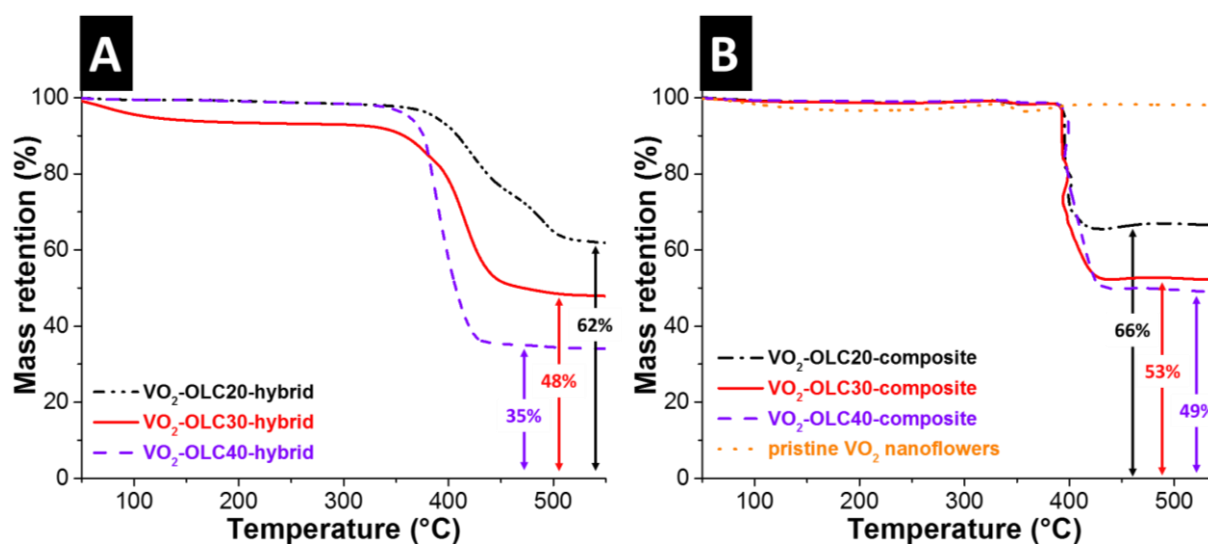 A
Mass retention (%)
100
80
60
40
20
0
62%
48%
35%
VO₂-OLC20-hybrid
VO₂-OLC30-hybrid
VO₂-OLC40-hybrid
100
200
300
400
500
Temperature (°C)
B
Mass retention (%)
100
80
60
40
20
0
66%
53%
49%
VO₂-OLC20-composite
VO₂-OLC30-composite
VO₂-OLC40-composite
pristine VO₂ nanoflowers
100
200
300
400
500
Temperature (°C)